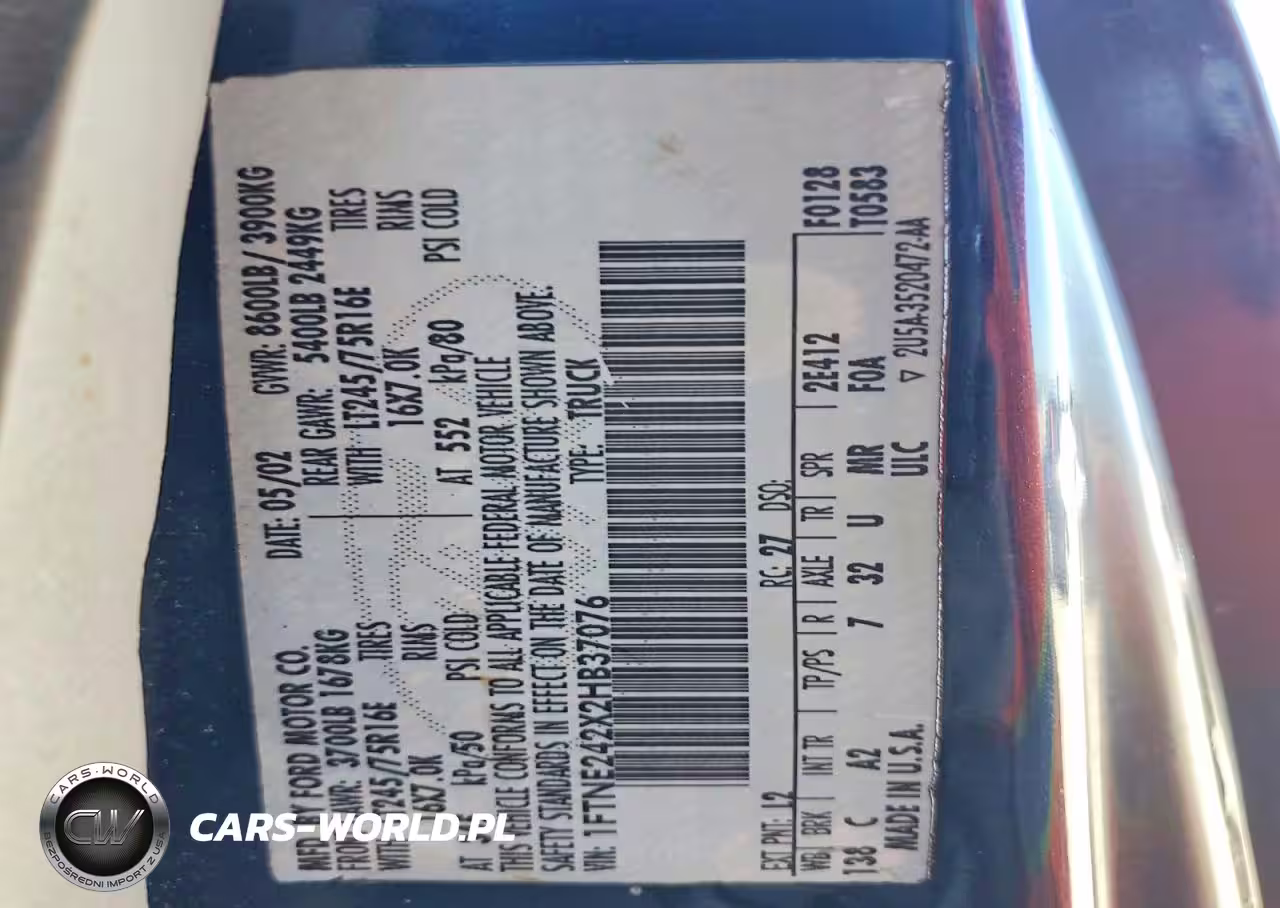 MFD BY FORD MOTOR CO.
DATE: 05/02 GVWR: 8600LB/ 3900KG
FRONT GAWR: 3700LB 1678KG
REAR GAWR: 5400LB 2449KG
WITH LT245/75R16E TIRES
WITH LT245/75R16E TIRES
16X7.0K RIMS
16X7.0K RIMS
AT kPa/50 PSI COLD
AT 552 kPa/80 PSI COLD
THIS VEHICLE CONFORMS TO ALL APPLICABLE FEDERAL MOTOR VEHICLE
SAFETY STANDARDS IN EFFECT ON THE DATE OF MANUFACTURE SHOWN ABOVE.
VIN: 1FTNE242X2HB37076 TYPE: TRUCK
EXT PNT: L2 RC: 27 DSO:
WB BRK INT TR TP/PS R AXLE TR SPR F0128
138 C A2 7 32 U MR 2E412 FOA T0583
MADE IN U.S.A. ULC ▽ 2U5A-3520472-AA
CARS-WORLD
CW
BEZPOŚREDNI IMPORT Z USA
CARS-WORLD.PL